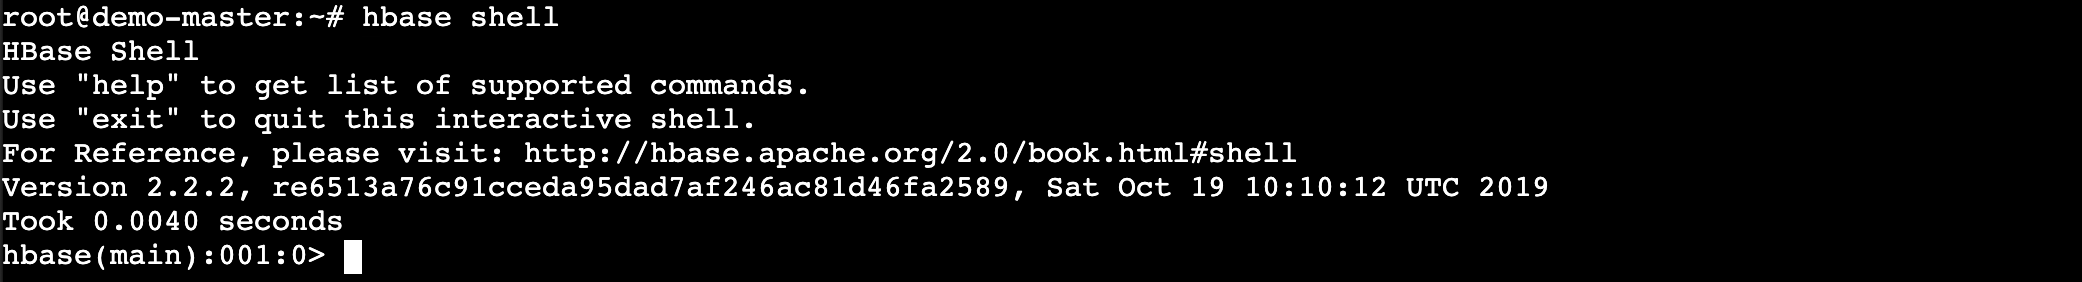 root@demo-master:~# hbase shell
HBase Shell
Use "help" to get list of supported commands.
Use "exit" to quit this interactive shell.
For Reference, please visit: http://hbase.apache.org/2.0/book.html#shell
Version 2.2.2, re6513a76c91cceda95dad7af246ac81d46fa2589, Sat Oct 19 10:10:12 UTC 2019
Took 0.0040 seconds
hbase(main):001:0>